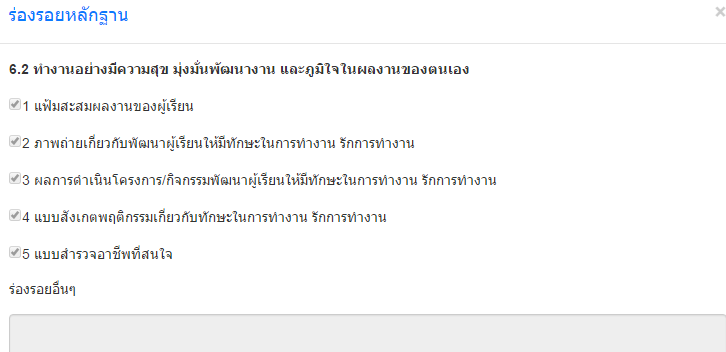 ร่องรอยหลักฐาน
×
6.2 ทำงานอย่างมีความสุข มุ่งมั่นพัฒนางาน และภูมิใจในผลงานของตนเอง
1 แฟ้มสะสมผลงานของผู้เรียน
2 ภาพถ่ายเกี่ยวกับพัฒนาผู้เรียนให้มีทักษะในการทำงาน รักการทำงาน
3 ผลการดำเนินโครงการ/กิจกรรมพัฒนาผู้เรียนให้มีทักษะในการทำงาน รักการทำงาน
4 แบบสังเกตพฤติกรรมเกี่ยวกับทักษะในการทำงาน รักการทำงาน
5 แบบสำรวจอาชีพที่สนใจ
ร่องรอยอื่นๆ